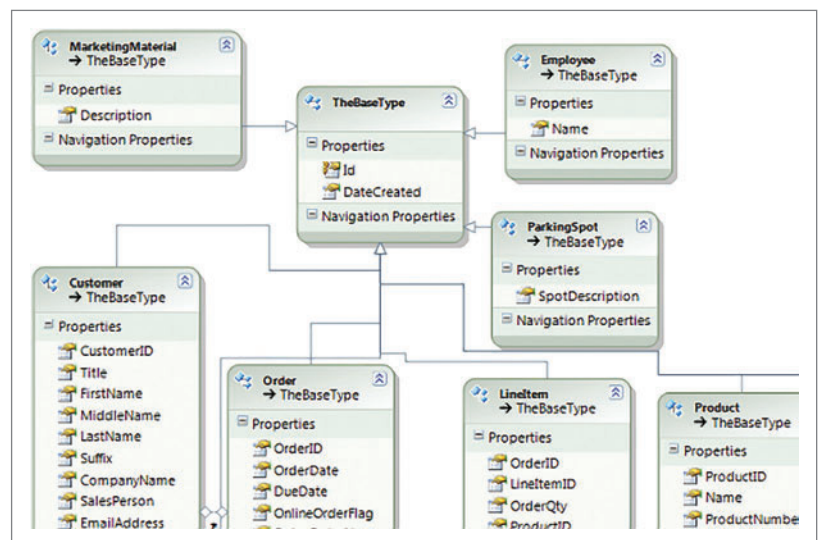 MarketingMaterial
→ TheBaseType
Properties
Description
Navigation Properties
TheBaseType
Properties
Id
DateCreated
Navigation Properties
Employee
→ TheBaseType
Properties
Name
Navigation Properties
ParkingSpot
→ TheBaseType
Properties
SpotDescription
Navigation Properties
Customer
→ TheBaseType
Properties
CustomerID
Title
FirstName
MiddleName
LastName
Suffix
CompanyName
SalesPerson
EmailAddress
Order
→ TheBaseType
Properties
OrderID
OrderDate
DueDate
OnlineOrderFlag
LineItem
→ TheBaseType
Properties
OrderID
LineItemID
OrderQty
ProductID
Product
→ TheBaseType
Properties
ProductID
Name
ProductNumbe